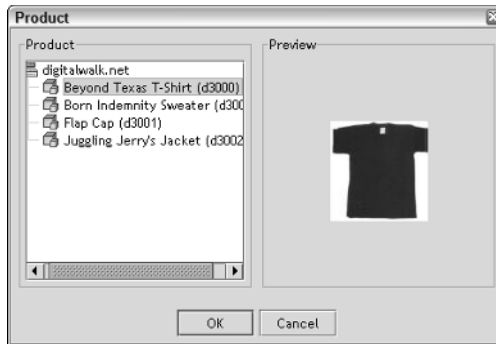 Product
Product
digitalwalk.net
Beyond Texas T-Shirt (d3000)
Born Indemnity Sweater (d300
Flap Cap (d3001)
Juggling Jerry's Jacket (d3002
Preview
OK
Cancel